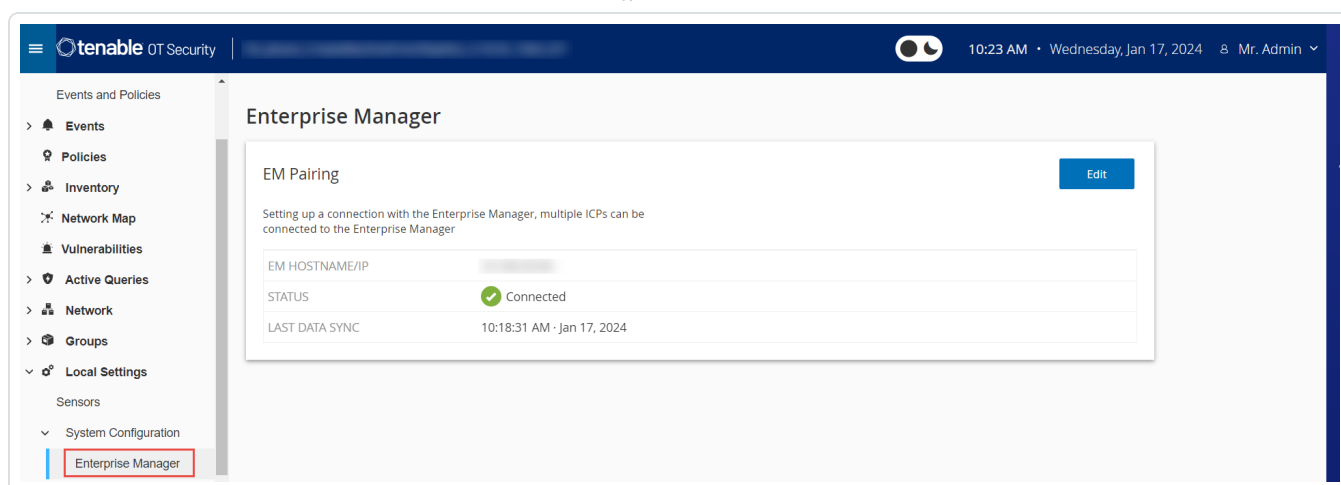 tenable OT Security
10:23 AM • Wednesday, Jan 17, 2024 Mr. Admin
Events and Policies
Events
Policies
Inventory
Network Map
Vulnerabilities
Active Queries
Network
Groups
Local Settings
Sensors
System Configuration
Enterprise Manager
Enterprise Manager
EM Pairing
Edit
Setting up a connection with the Enterprise Manager, multiple ICPs can be
connected to the Enterprise Manager
EM HOSTNAME/IP
STATUS Connected
LAST DATA SYNC 10:18:31 AM · Jan 17, 2024